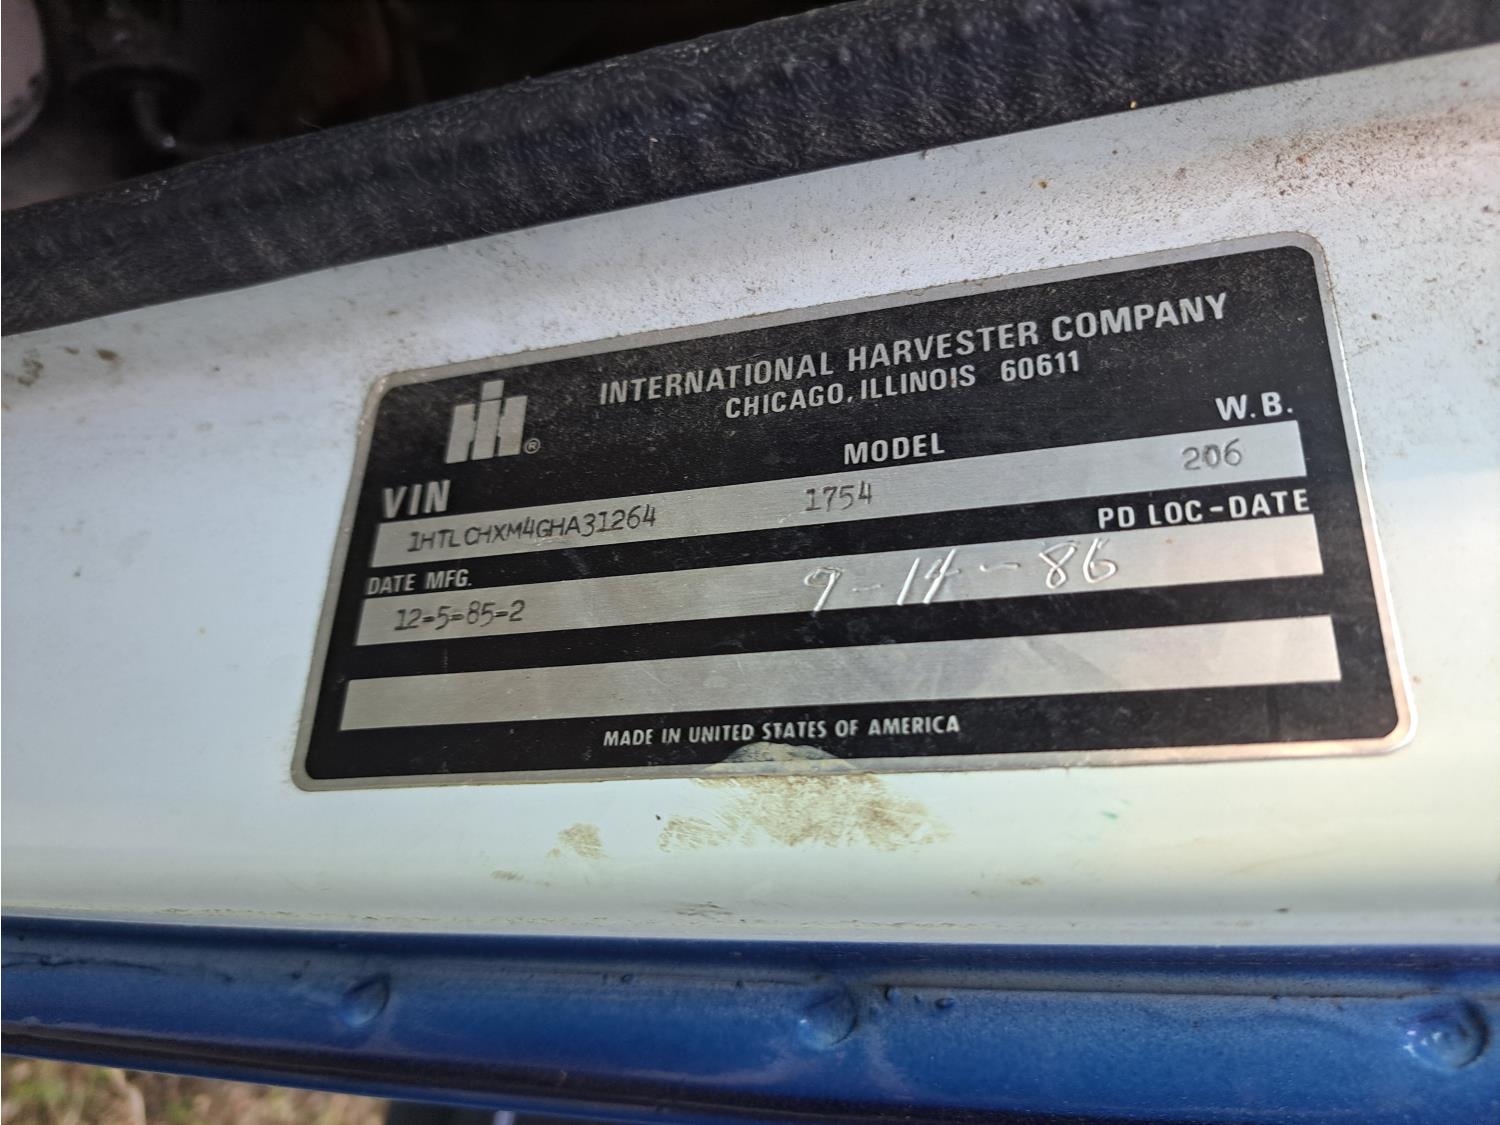 INTERNATIONAL HARVESTER COMPANY
CHICAGO, ILLINOIS 60611
IH®
VIN MODEL W.B.
1HTLCHXM4GHA31264 1754 206
DATE MFG. PD LOC-DATE
12-5-85-2 9-14-86
MADE IN UNITED STATES OF AMERICA